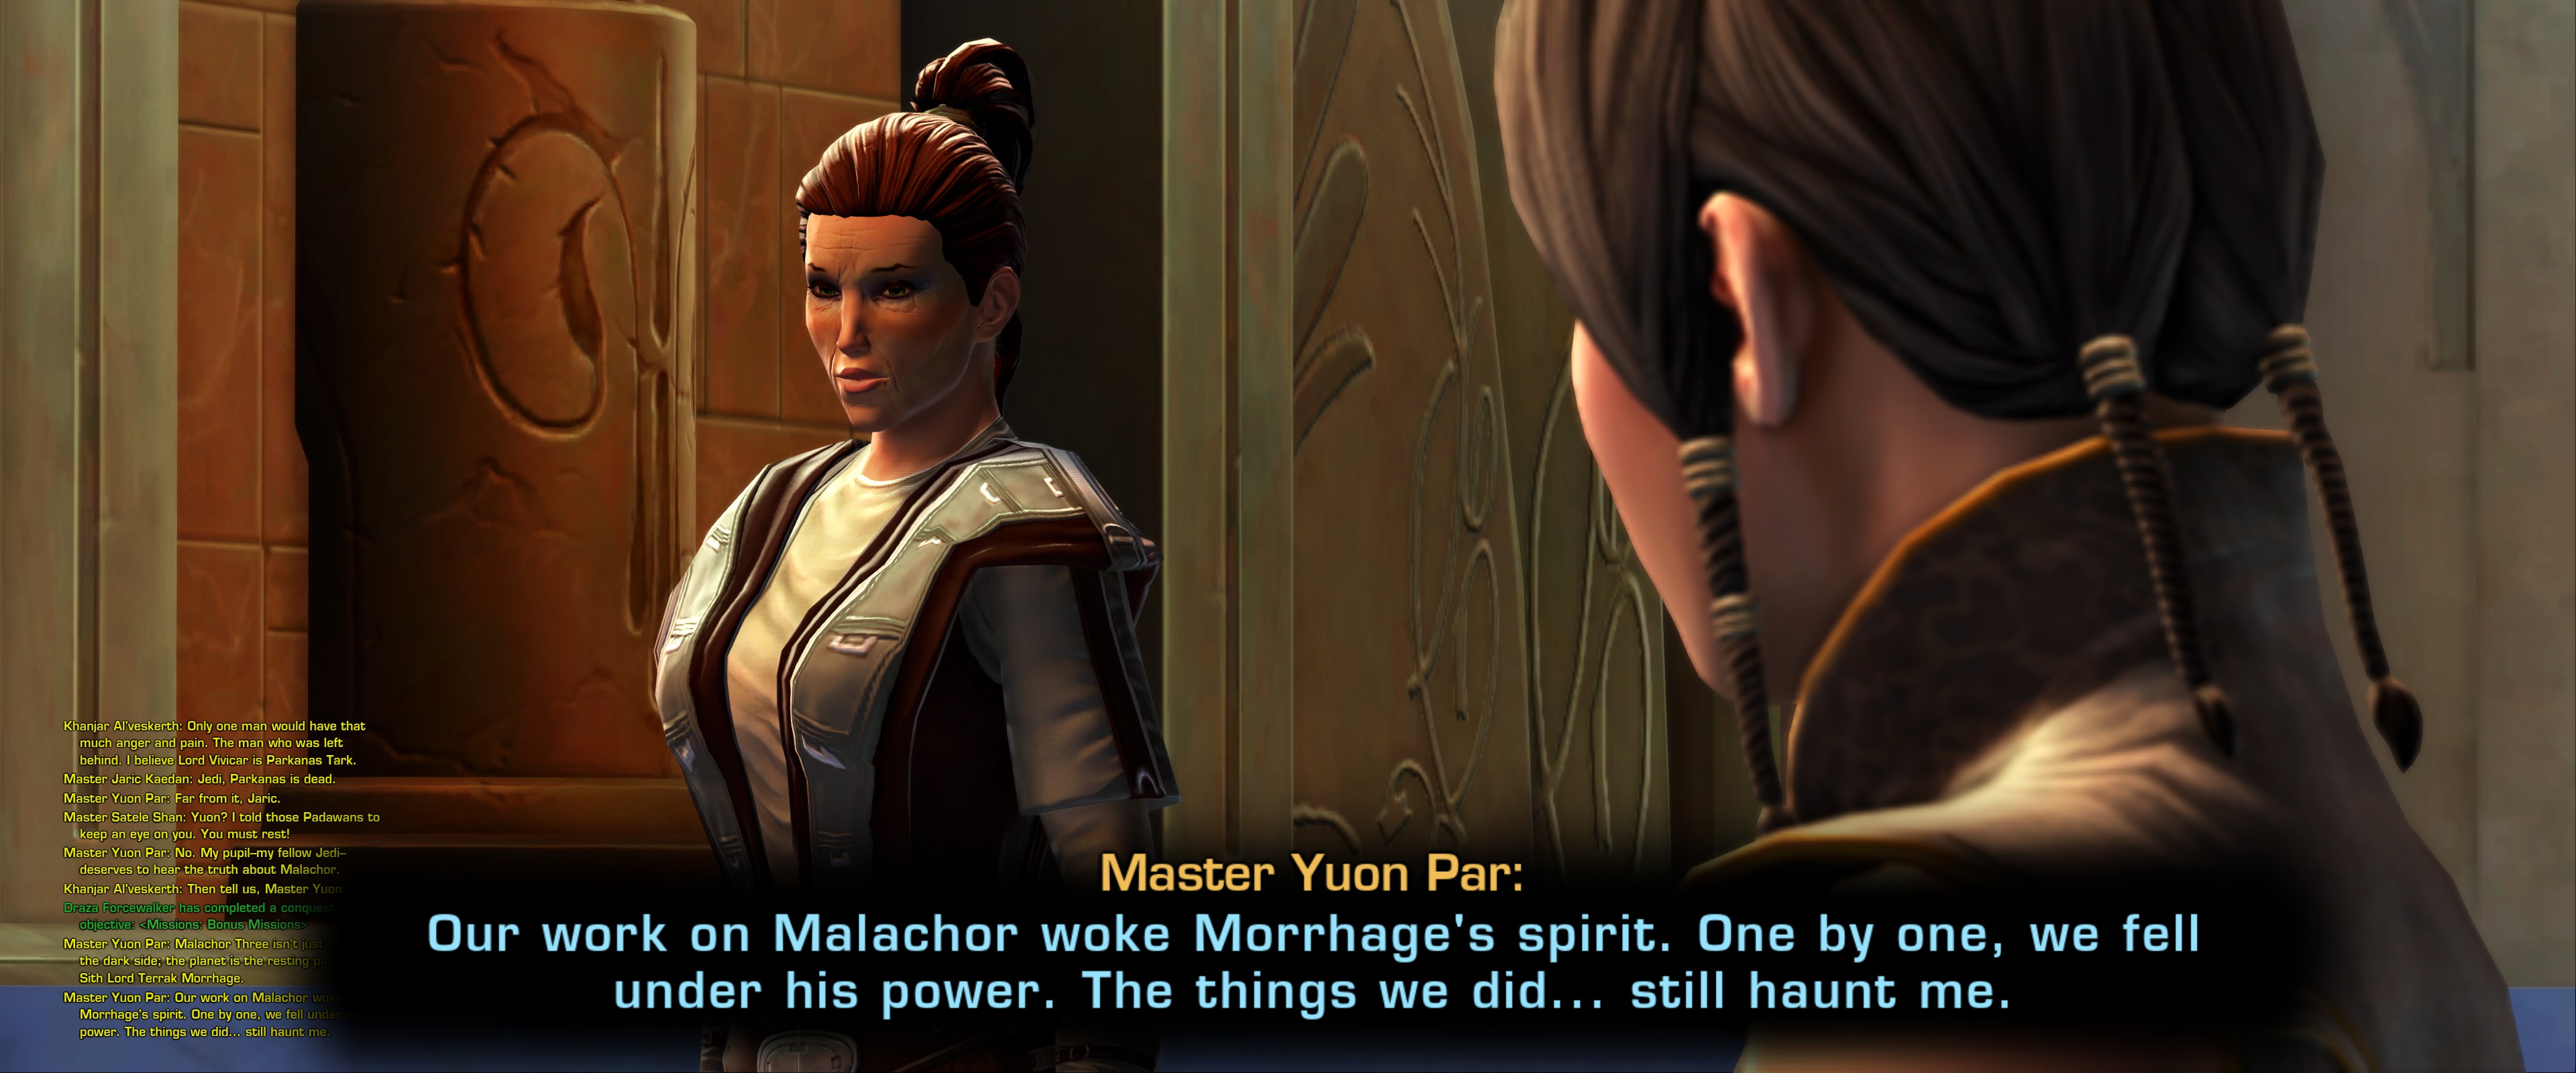 Khanjar Al'veskerth: Only one man would have that
much anger and pain. The man who was left
behind. I believe Lord Vivicar is Parkanas Tark.
Master Jaric Kaedan: Jedi, Parkanas is dead.
Master Yuon Par: Far from it, Jaric.
Master Satele Shan: Yuon? I told those Padawans to
keep an eye on you. You must rest!
Master Yuon Par: No. My pupil–my fellow Jedi–
deserves to hear the truth about Malachor.
Khanjar Al'veskerth: Then tell us, Master Yuon.
Draza Forcewalker has completed a conquest
objective: <Missions: Bonus Missions>
Master Yuon Par: Malachor Three isn't just
the dark side; the planet is the resting
Sith Lord Terrak Morrhage.
Master Yuon Par: Our work on Malachor woke
Morrhage's spirit. One by one, we fell under
power. The things we did... still haunt me.
Master Yuon Par:
Our work on Malachor woke Morrhage's spirit. One by one, we fell
under his power. The things we did... still haunt me.